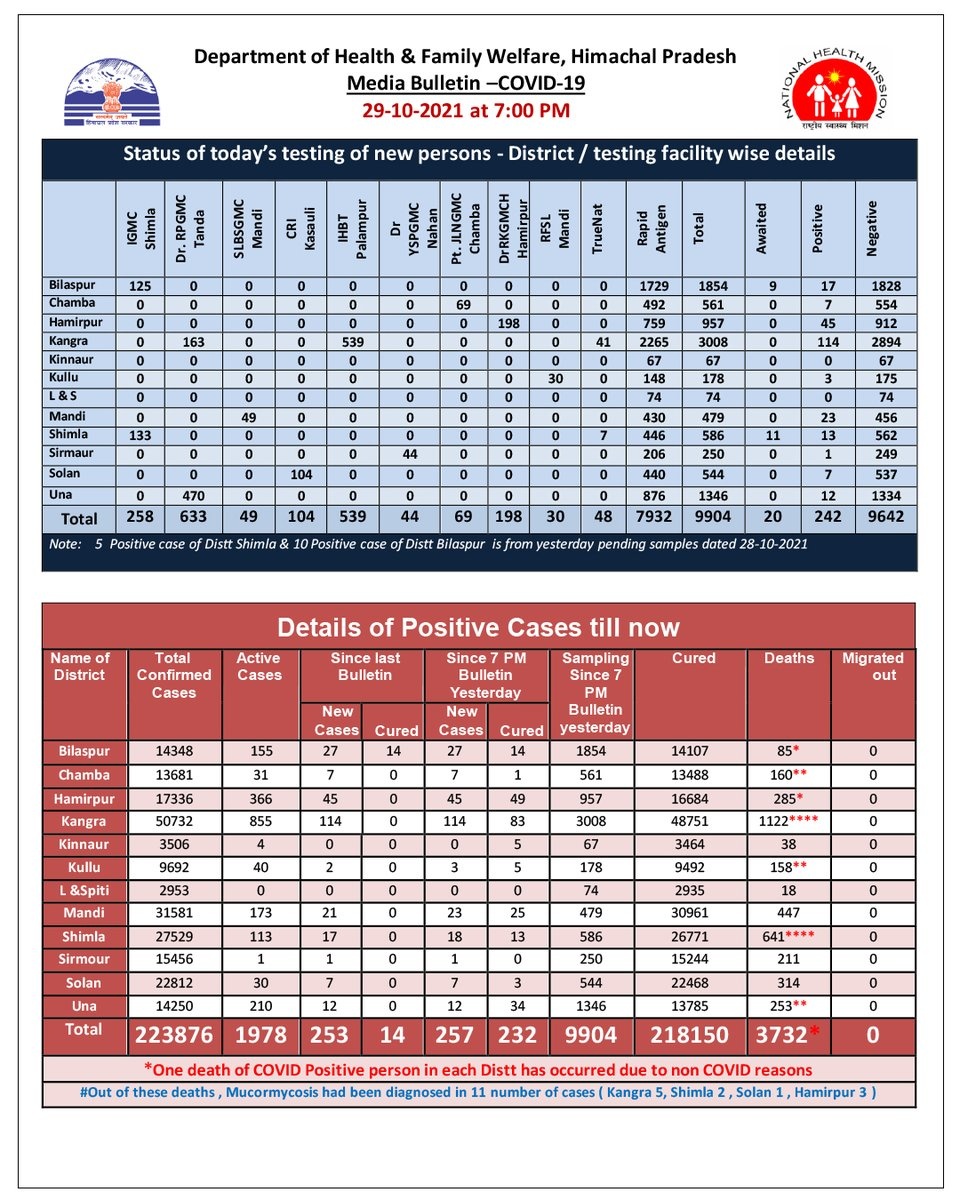 Department of Health & Family Welfare, Himachal Pradesh
Media Bulletin –COVID-19
29-10-2021 at 7:00 PM
NATIONAL HEALTH MISSION
राष्ट्रीय स्वास्थ्य मिशन
Status of today’s testing of new persons - District / testing facility wise details
IGMC Shimla Dr. RPGMC Tanda SLBSGMC Mandi CRI Kasauli IHBT Palampur Dr YSPGMC Nahan Pt. JLNGMC Chamba DrRKGMCH Hamirpur RFSL Mandi TrueNat Rapid Antigen Total Awaited Positive Negative
Bilaspur 125 0 0 0 0 0 0 0 0 0 1729 1854 9 17 1828
Chamba 0 0 0 0 0 0 69 0 0 0 492 561 0 7 554
Hamirpur 0 0 0 0 0 0 0 198 0 0 759 957 0 45 912
Kangra 0 163 0 0 539 0 0 0 0 41 2265 3008 0 114 2894
Kinnaur 0 0 0 0 0 0 0 0 0 0 67 67 0 0 67
Kullu 0 0 0 0 0 0 0 0 30 0 148 178 0 3 175
L & S 0 0 0 0 0 0 0 0 0 0 74 74 0 0 74
Mandi 0 0 49 0 0 0 0 0 0 0 430 479 0 23 456
Shimla 133 0 0 0 0 0 0 0 0 7 446 586 11 13 562
Sirmaur 0 0 0 0 0 44 0 0 0 0 206 250 0 1 249
Solan 0 0 0 104 0 0 0 0 0 0 440 544 0 7 537
Una 0 470 0 0 0 0 0 0 0 0 876 1346 0 12 1334
Total 258 633 49 104 539 44 69 198 30 48 7932 9904 20 242 9642
Note: 5 Positive case of Distt Shimla & 10 Positive case of Distt Bilaspur is from yesterday pending samples dated 28-10-2021
Details of Positive Cases till now
Name of District Total Confirmed Cases Active Cases Since last Bulletin Since 7 PM Bulletin Yesterday Sampling Since 7 PM Bulletin yesterday Cured Deaths Migrated out
New Cases Cured New Cases Cured
Bilaspur 14348 155 27 14 27 14 1854 14107 85* 0
Chamba 13681 31 7 0 7 1 561 13488 160** 0
Hamirpur 17336 366 45 0 45 49 957 16684 285* 0
Kangra 50732 855 114 0 114 83 3008 48751 1122**** 0
Kinnaur 3506 4 0 0 0 5 67 3464 38 0
Kullu 9692 40 2 0 3 5 178 9492 158** 0
L &Spiti 2953 0 0 0 0 0 74 2935 18 0
Mandi 31581 173 21 0 23 25 479 30961 447 0
Shimla 27529 113 17 0 18 13 586 26771 641**** 0
Sirmour 15456 1 1 0 1 0 250 15244 211 0
Solan 22812 30 7 0 7 3 544 22468 314 0
Una 14250 210 12 0 12 34 1346 13785 253** 0
Total 223876 1978 253 14 257 232 9904 218150 3732* 0
*One death of COVID Positive person in each Distt has occurred due to non COVID reasons
#Out of these deaths , Mucormycosis had been diagnosed in 11 number of cases ( Kangra 5, Shimla 2 , Solan 1 , Hamirpur 3 )